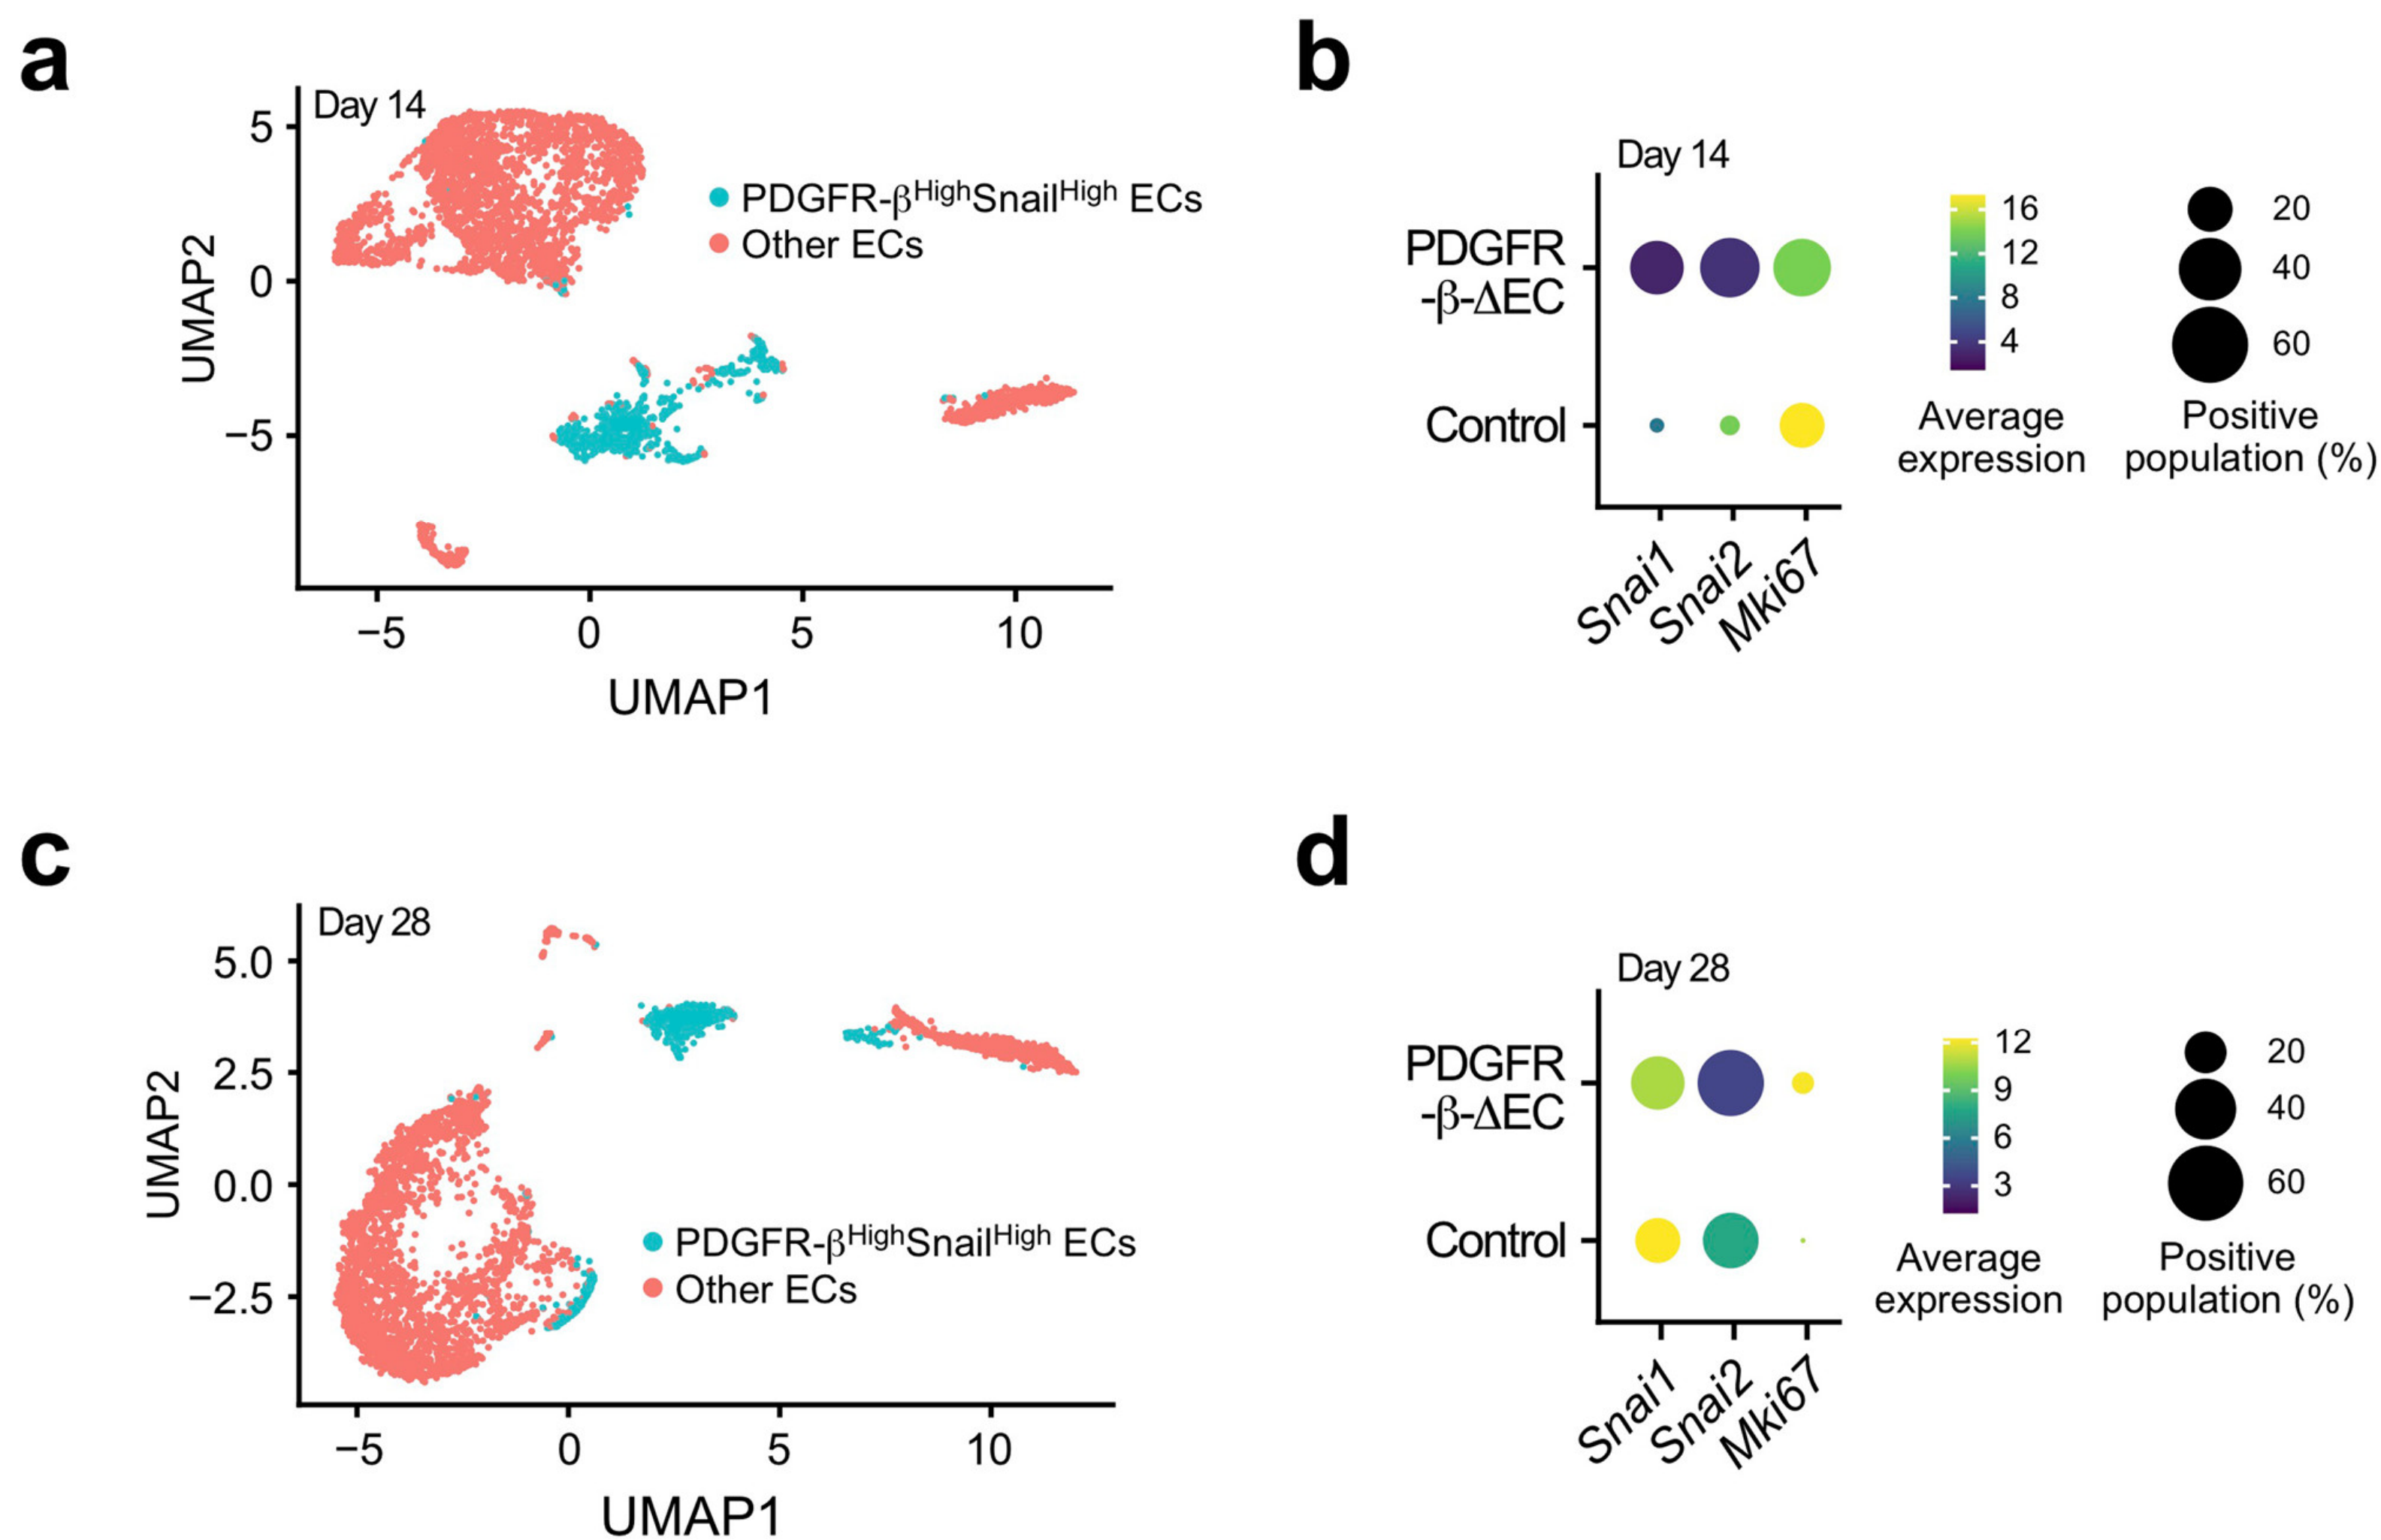 a
Day 14
5
0
−5
UMAP2
PDGFR-βHighSnailHigh ECs
Other ECs
−5
0
5
10
UMAP1
b
Day 14
PDGFR
-β-ΔEC
Control
Snai1
Snai2
Mki67
16
12
8
4
Average
expression
20
40
60
Positive
population (%)
c
Day 28
5.0
2.5
0.0
−2.5
UMAP2
PDGFR-βHighSnailHigh ECs
Other ECs
−5
0
5
10
UMAP1
d
Day 28
PDGFR
-β-ΔEC
Control
Snai1
Snai2
Mki67
12
9
6
3
Average
expression
20
40
60
Positive
population (%)